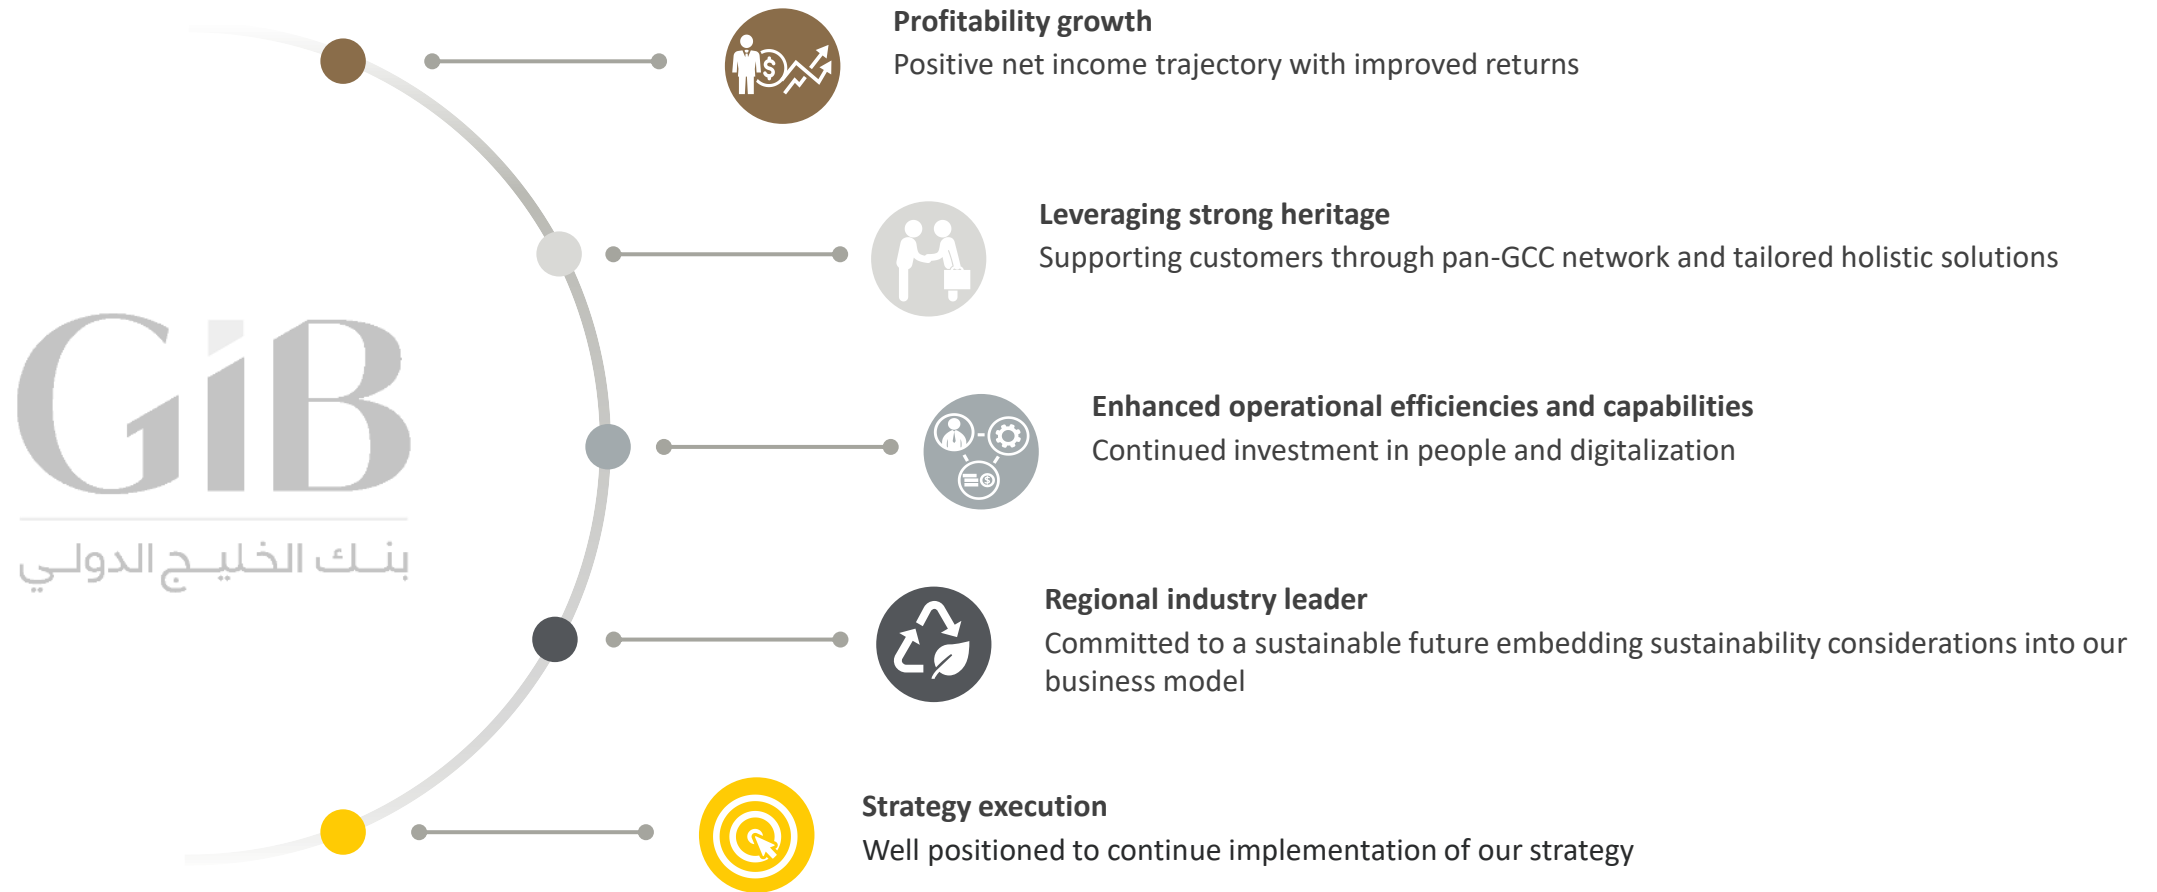 Profitability growth
Positive net income trajectory with improved returns
Leveraging strong heritage
Supporting customers through pan-GCC network and tailored holistic solutions
GiB
بنك الخليج الدولي
Enhanced operational efficiencies and capabilities
Continued investment in people and digitalization
Regional industry leader
Committed to a sustainable future embedding sustainability considerations into our
business model
Strategy execution
Well positioned to continue implementation of our strategy